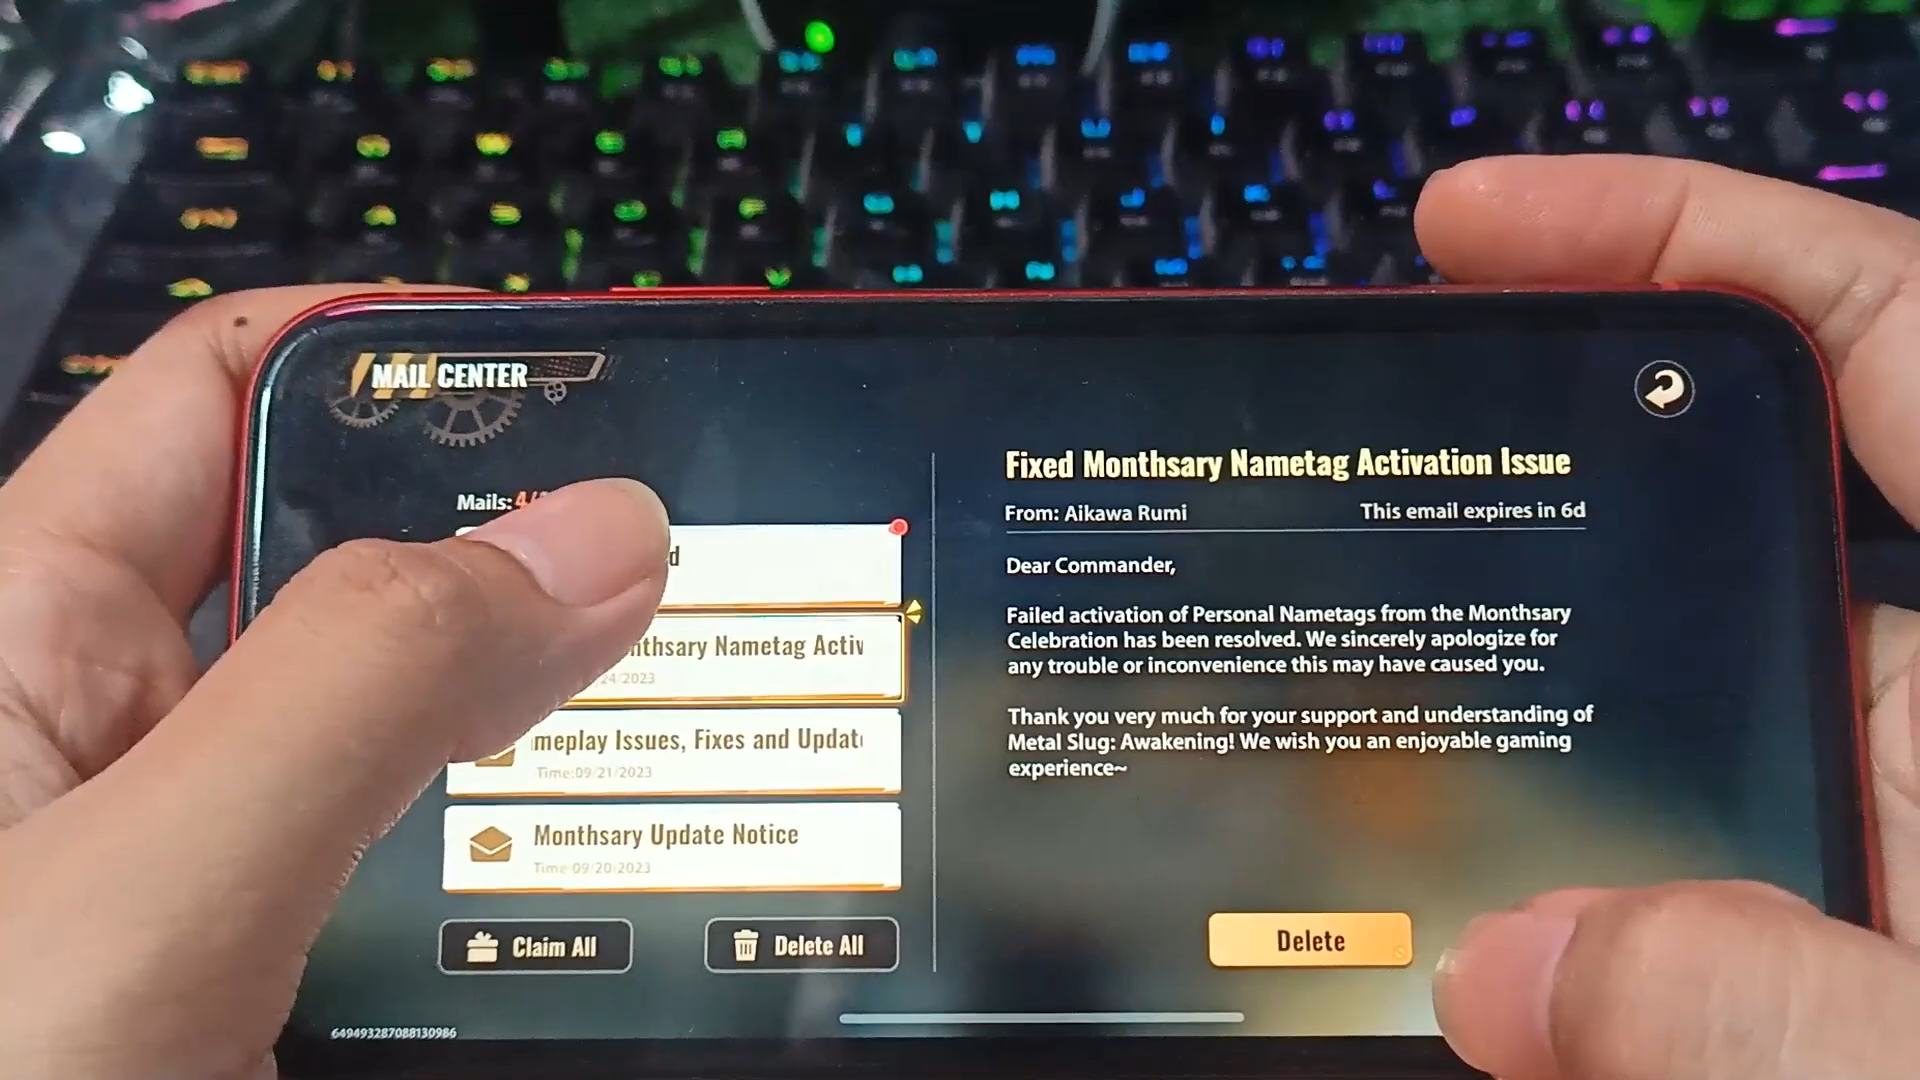 MAIL CENTER
Mails: 4/
Nametag Activ
24/2023
meplay Issues, Fixes and Updat
Time:09/21/2023
Monthsary Update Notice
Time:09/20/2023
Claim All
Delete All
649493287088130986
Fixed Monthsary Nametag Activation Issue
From: Aikawa Rumi
This email expires in 6d
Dear Commander,
Failed activation of Personal Nametags from the Monthsary
Celebration has been resolved. We sincerely apologize for
any trouble or inconvenience this may have caused you.
Thank you very much for your support and understanding of
Metal Slug: Awakening! We wish you an enjoyable gaming
experience~
Delete